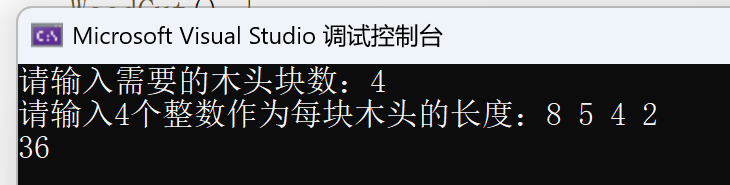 Microsoft Visual Studio 调试控制台
请输入需要的木头块数：4
请输入4个整数作为每块木头的长度：8 5 4 2
36